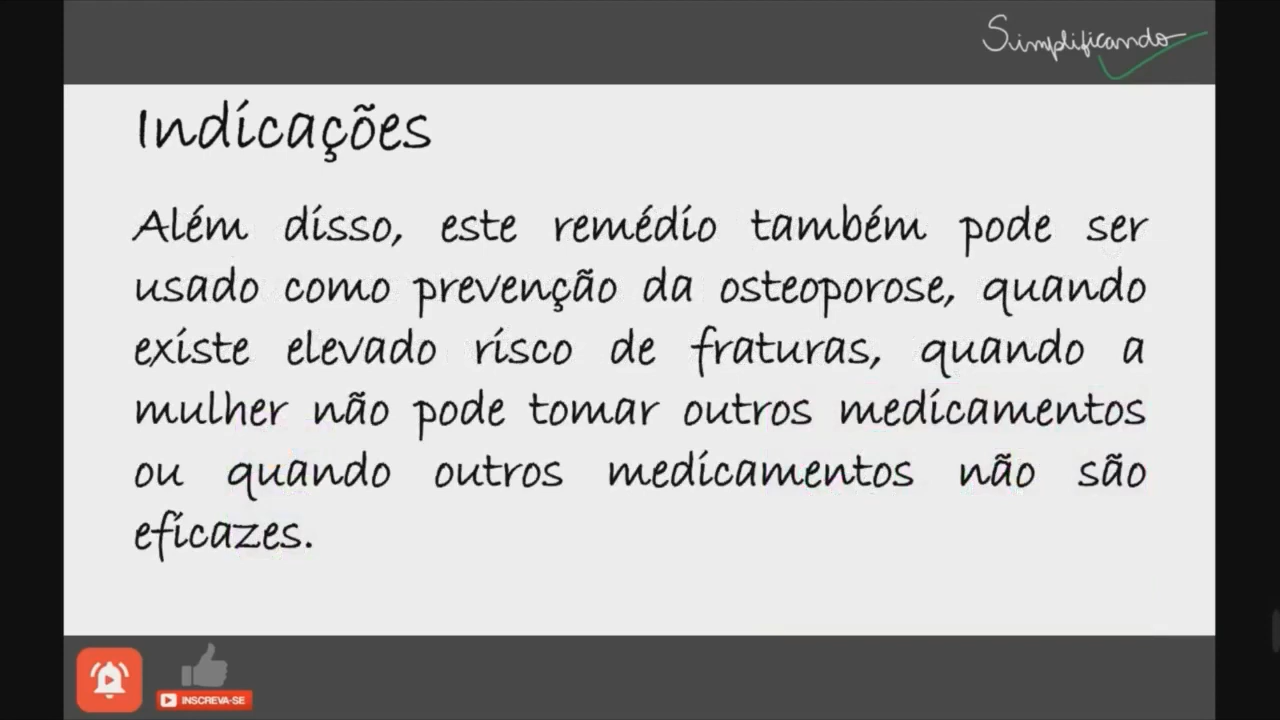 Simplificando
Indicações
Além disso, este remédio também pode ser
usado como prevenção da osteoporose, quando
existe elevado risco de fraturas, quando a
mulher não pode tomar outros medicamentos
ou quando outros medicamentos não são
eficazes.
INSCREVA-SE